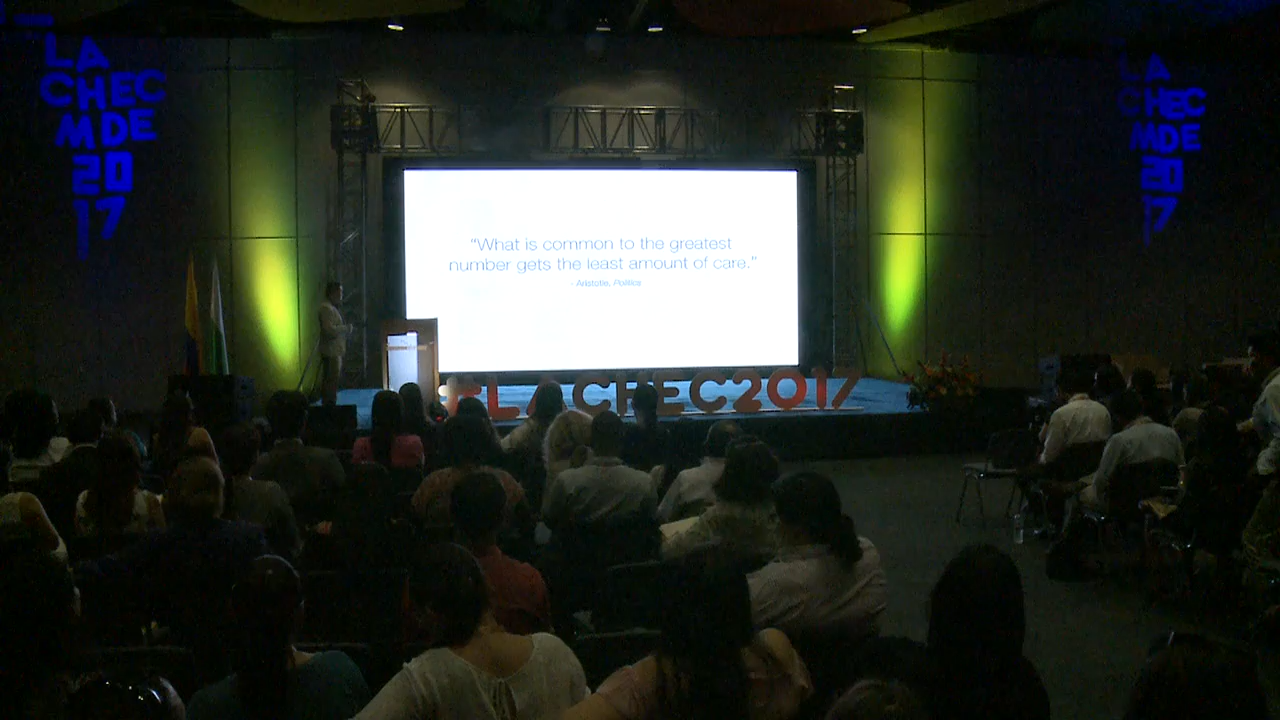 LA
CHEC
MDE
20
17
LA
CHEC
MDE
20
17
"What is common to the greatest
number gets the least amount of care."
- Aristotle, Politics
#FLACHEC2017